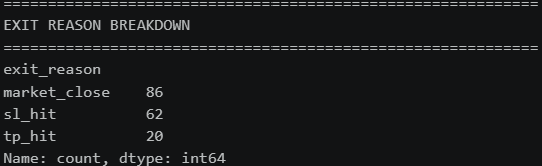 ============================================================
EXIT REASON BREAKDOWN
============================================================
exit_reason
market_close    86
sl_hit          62
tp_hit          20
Name: count, dtype: int64